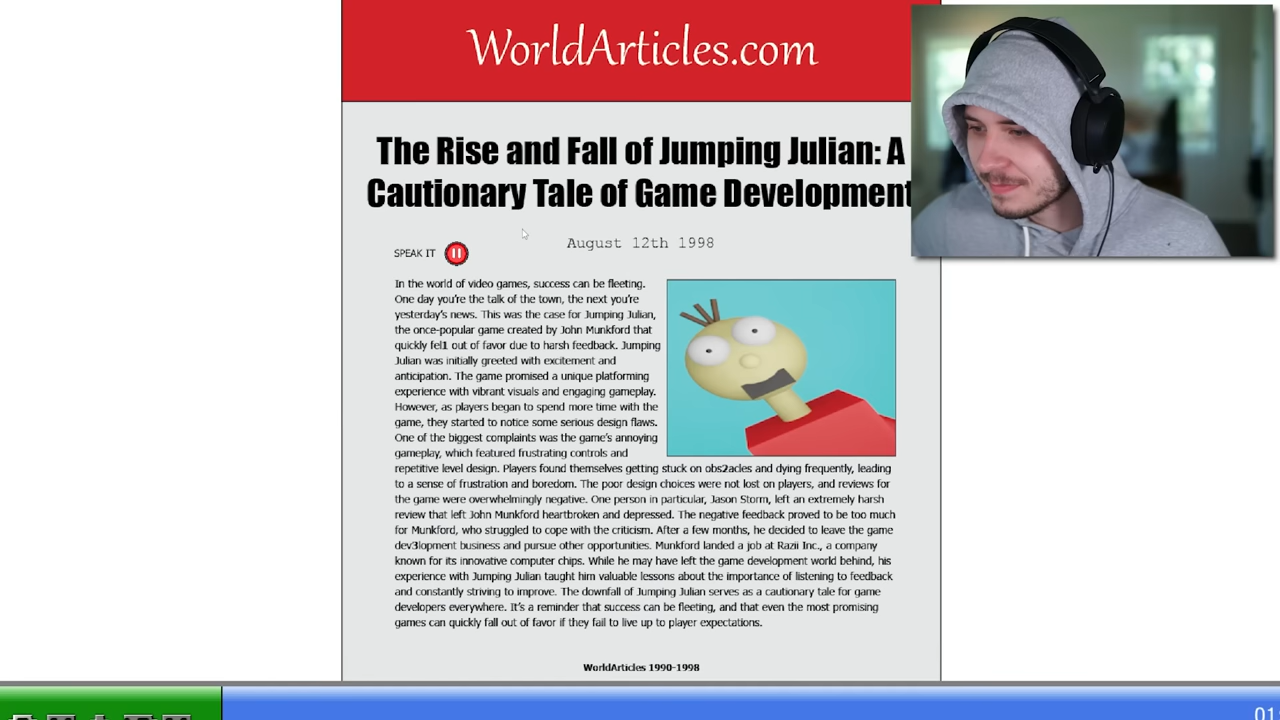 WorldArticles.com
The Rise and Fall of Jumping Julian: A
Cautionary Tale of Game Development
August 12th 1998
SPEAK IT
In the world of video games, success can be fleeting.
One day you're the talk of the town, the next you're
yesterday's news. This was the case for Jumping Julian,
the once-popular game created by John Munkford that
quickly fel1 out of favor due to harsh feedback. Jumping
Julian was initially greeted with excitement and
anticipation. The game promised a unique platforming
experience with vibrant visuals and engaging gameplay.
However, as players began to spend more time with the
game, they started to notice some serious design flaws.
One of the biggest complaints was the game's annoying
gameplay, which featured frustrating controls and
repetitive level design. Players found themselves getting stuck on obs2acles and dying frequently, leading
to a sense of frustration and boredom. The poor design choices were not lost on players, and reviews for
the game were overwhelmingly negative. One person in particular, Jason Storm, left an extremely harsh
review that left John Munkford heartbroken and depressed. The negative feedback proved to be too much
for Munkford, who struggled to cope with the criticism. After a few months, he decided to leave the game
dev3lopment business and pursue other opportunities. Munkford landed a job at Razii Inc., a company
known for its innovative computer chips. While he may have left the game development world behind, his
experience with Jumping Julian taught him valuable lessons about the importance of listening to feedback
and constantly striving to improve. The downfall of Jumping Julian serves as a cautionary tale for game
developers everywhere. It's a reminder that success can be fleeting, and that even the most promising
games can quickly fall out of favor if they fail to live up to player expectations.
WorldArticles 1990-1998
START